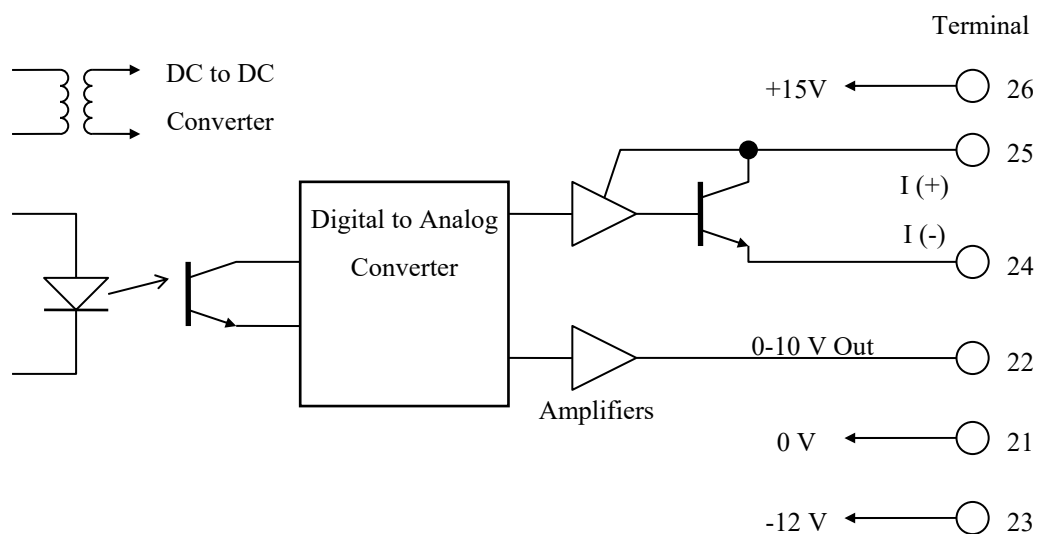 Terminal
DC to DC
Converter
+15V
26
25
I (+)
Digital to Analog
Converter
I (-)
24
0-10 V Out
22
Amplifiers
0 V
21
-12 V
23